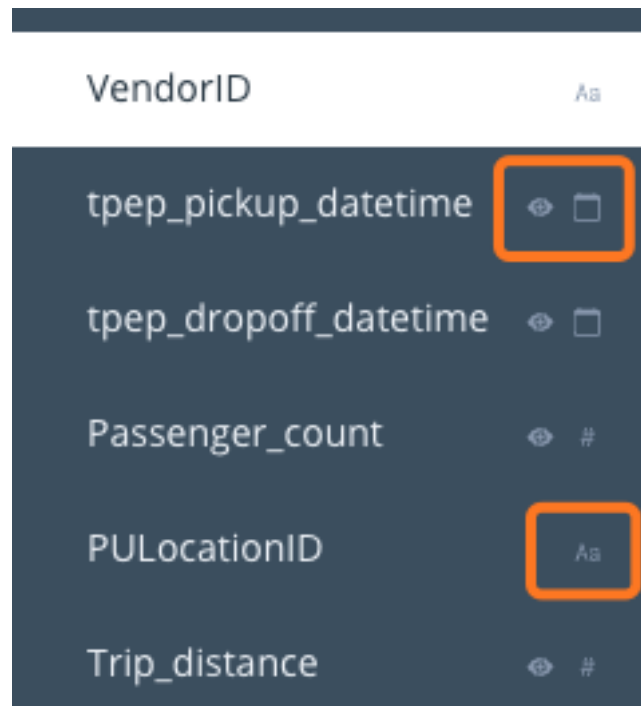 VendorID Aa
tpep_pickup_datetime
tpep_dropoff_datetime
Passenger_count #
PULocationID Aa
Trip_distance #